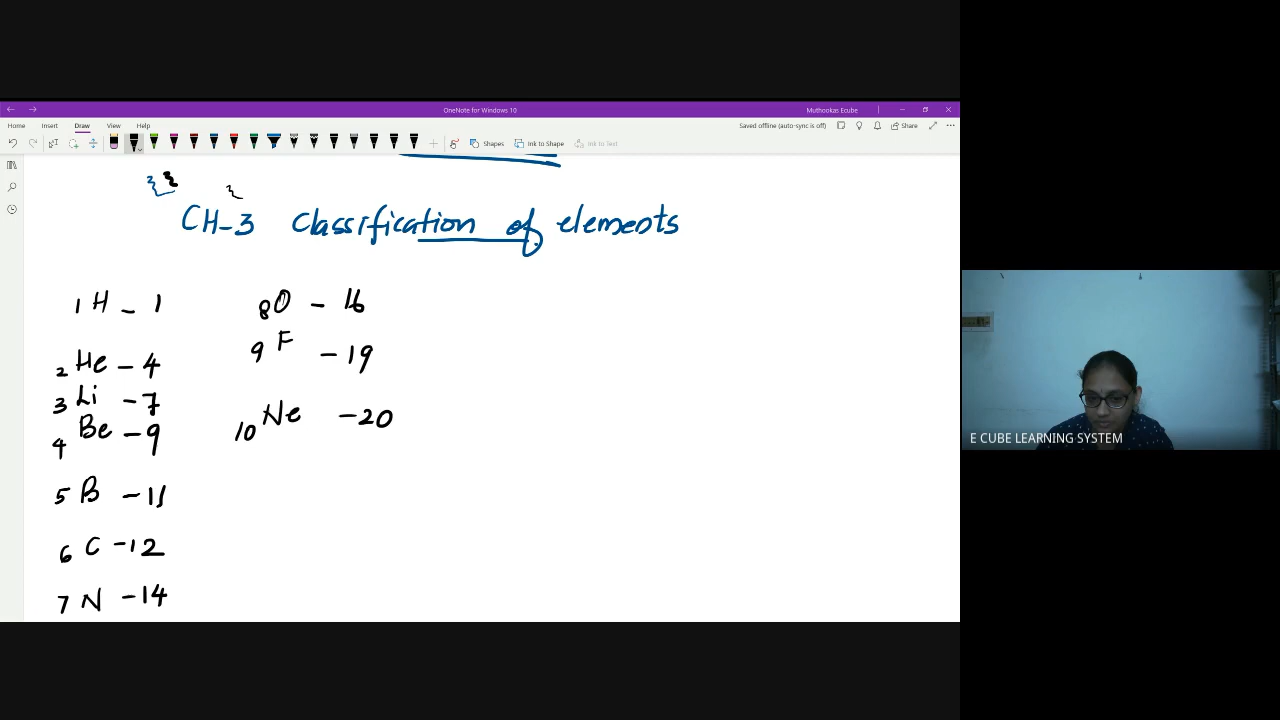 OneNote for Windows 10
Muthookas Ecube
Home Insert Draw View Help
Saved offline (auto-sync is off)
Share
Shapes
Ink to Shape
Ink to Text
CH-3 Classification of elements
1 H - 1
2 He - 4
3 Li - 7
4 Be - 9
5 B - 11
6 C - 12
7 N - 14
8 O - 16
9 F - 19
10 Ne - 20
E CUBE LEARNING SYSTEM